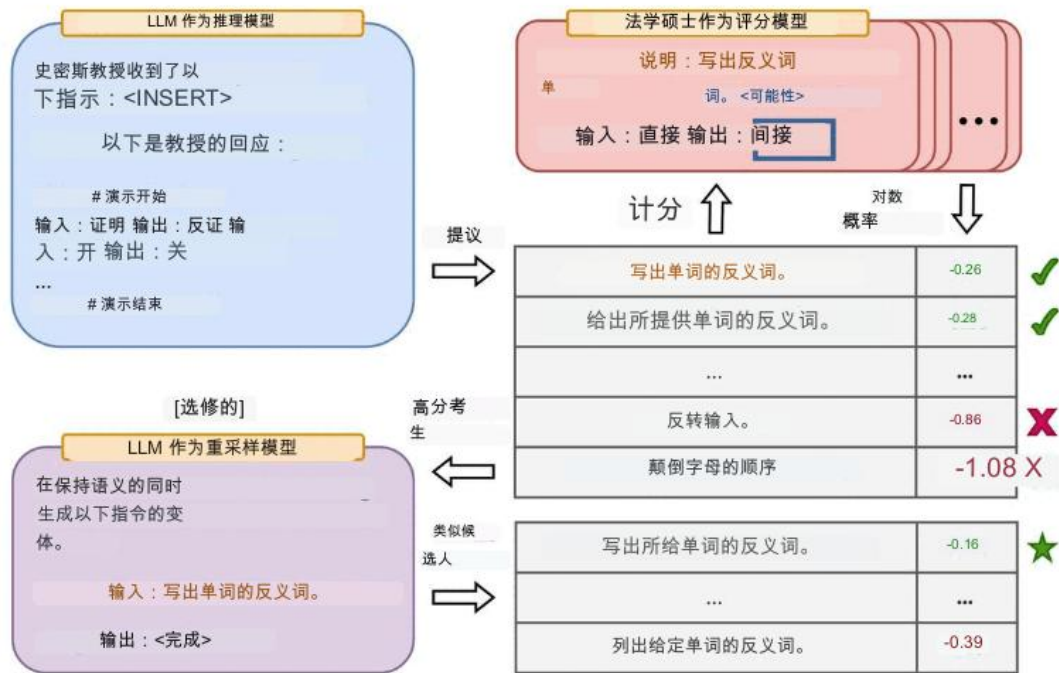 LLM 作为推理模型
史密斯教授收到了以
下指示：<INSERT>
以下是教授的回应：
# 演示开始
输入：证明 输出：反证 输
入：开 输出：关
...
# 演示结束
法学硕士作为评分模型
说明：写出反义词
单
词。 <可能性>
输入：直接 输出：间接
...
计分
对数
概率
提议
写出单词的反义词。
-0.26
给出所提供单词的反义词。
-0.28
...
...
反转输入。
-0.86
颠倒字母的顺序
-1.08 X
[选修的]
高分考
生
LLM 作为重采样模型
在保持语义的同时
生成以下指令的变
体。
输入：写出单词的反义词。
输出：<完成>
类似候
选人
写出所给单词的反义词。
-0.16
...
...
列出给定单词的反义词。
-0.39